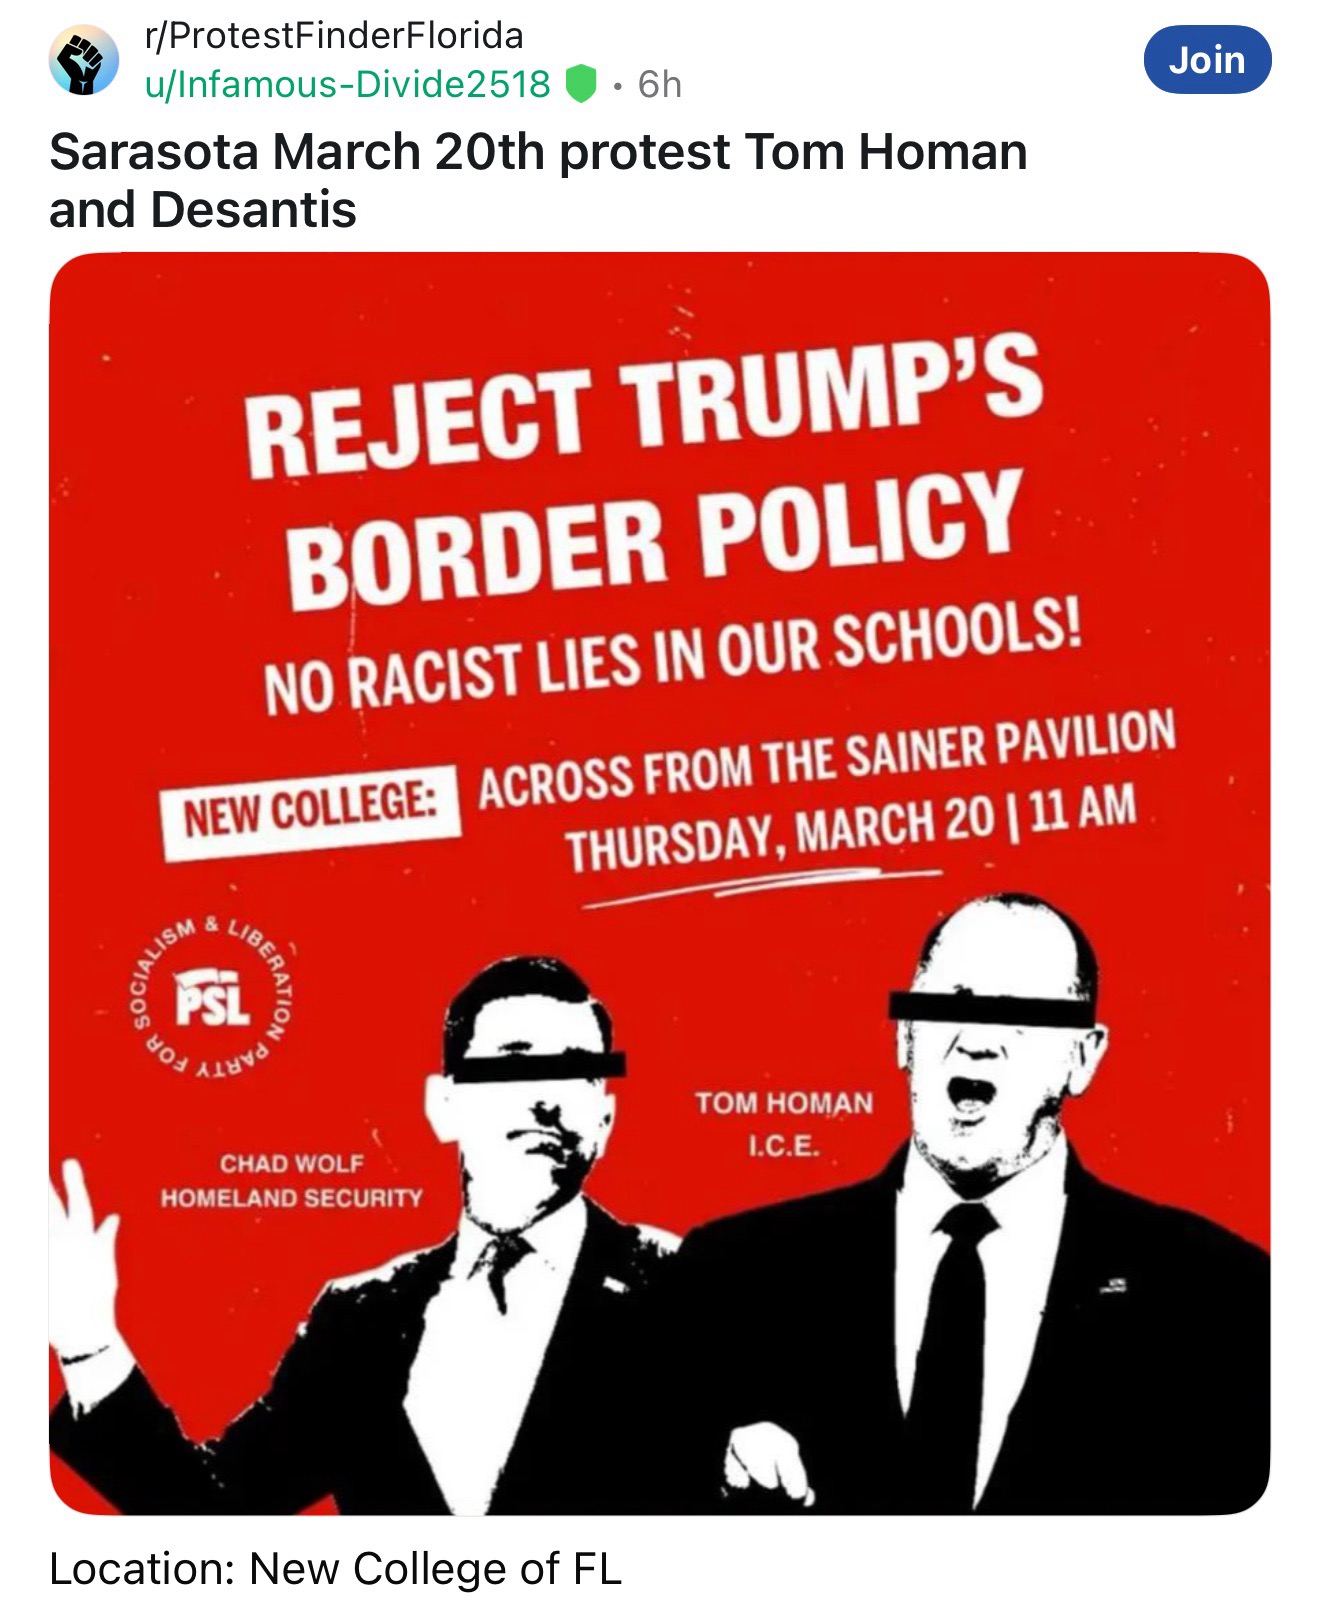 r/ProtestFinderFlorida
u/Infamous-Divide2518 • 6h
Join
Sarasota March 20th protest Tom Homan
and Desantis
REJECT TRUMP'S
BORDER POLICY
NO RACIST LIES IN OUR SCHOOLS!
NEW COLLEGE: ACROSS FROM THE SAINER PAVILION
THURSDAY, MARCH 20 | 11 AM
PARTY FOR SOCIALISM & LIBERATION
PSL
TOM HOMAN
I.C.E.
CHAD WOLF
HOMELAND SECURITY
Location: New College of FL